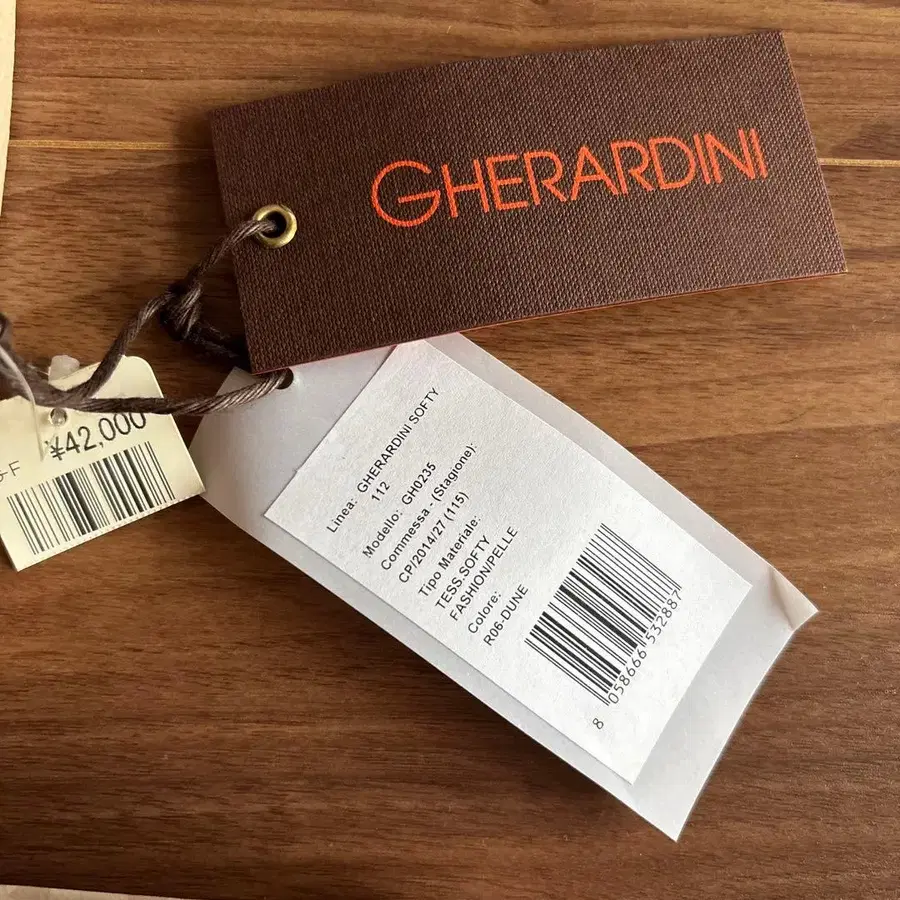 GHERARDINI
¥42,000
Linea: GHERARDINI SOFTY
112
Modello: GH0235
Commessa - (Stagione):
CP/2014/27 (115)
Tipo Materiale:
TESS.SOFTY
FASHION/PELLE
Colore:
R06-DUNE
8 058666 532887